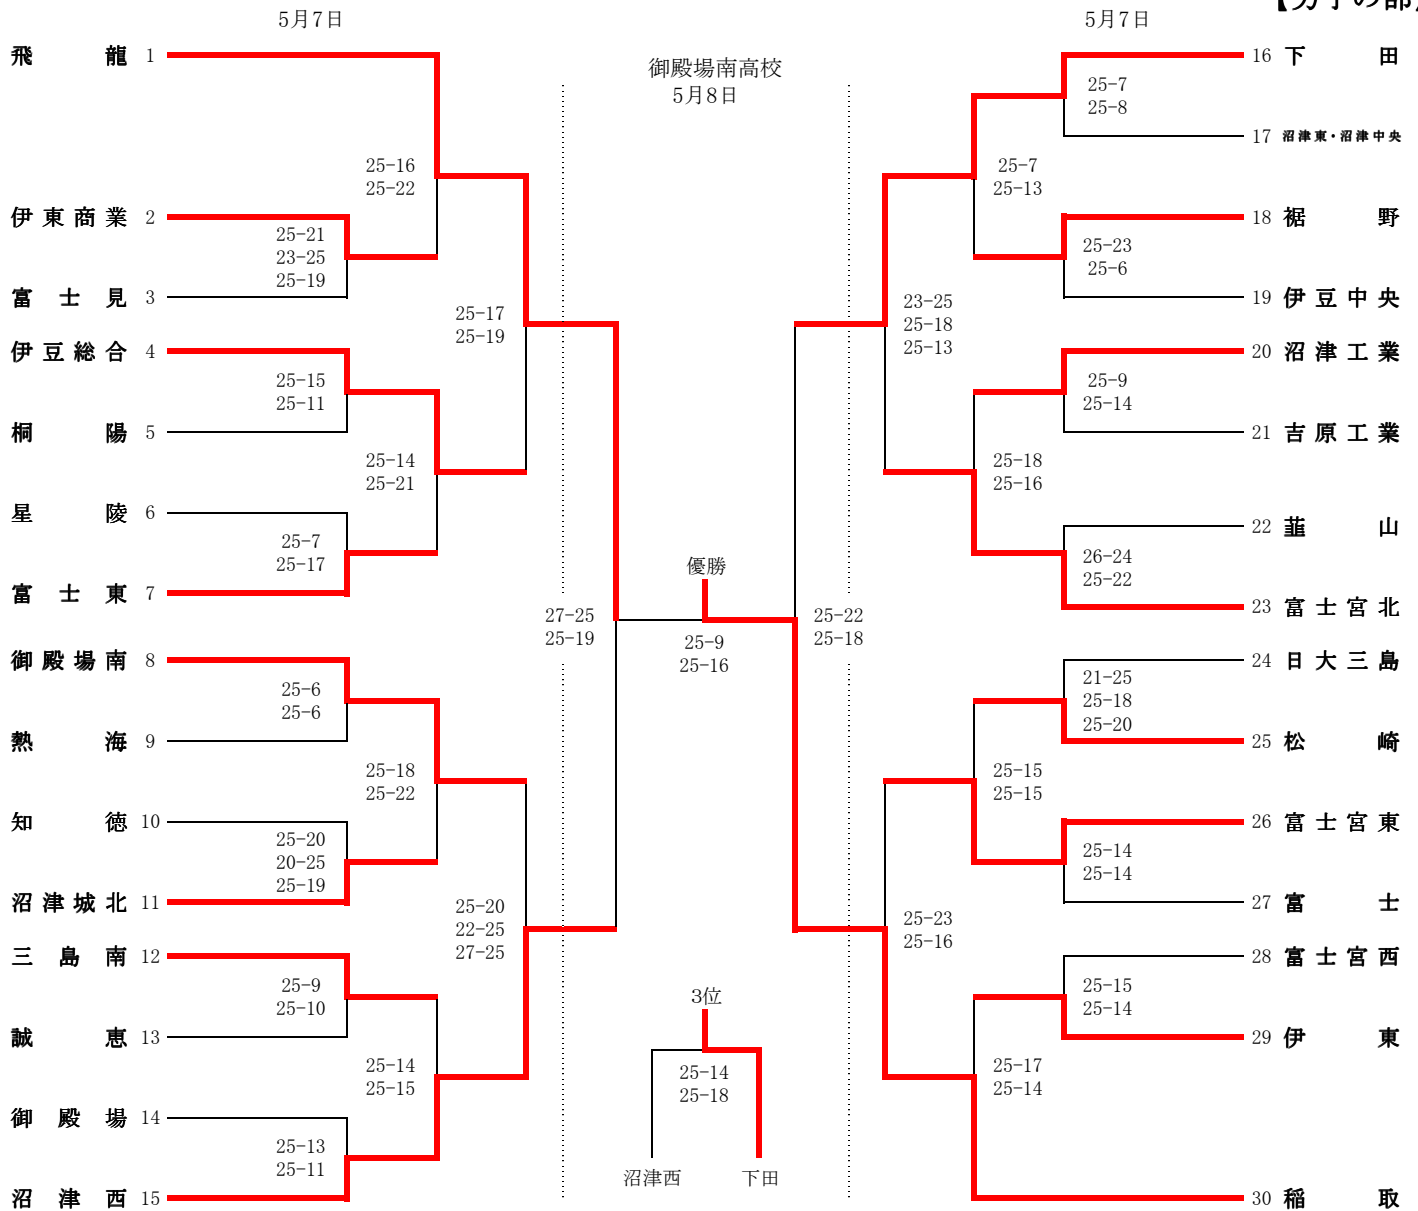 【男子の部】
5月7日
5月7日
御殿場南高校
5月8日
飛龍 1
伊東商業 2
富士見 3
伊豆総合 4
桐陽 5
星陵 6
富士東 7
御殿場南 8
熱海 9
知徳 10
沼津城北 11
三島南 12
誠恵 13
御殿場 14
沼津西 15
25-16
25-22
25-21
23-25
25-19
25-17
25-19
25-15
25-11
25-14
25-21
25-7
25-17
27-25
25-19
25-6
25-6
25-18
25-22
25-20
20-25
25-19
25-20
22-25
27-25
25-9
25-10
25-14
25-15
25-13
25-11
優勝
25-9
25-16
3位
25-14
25-18
沼津西
下田
25-7
25-8
25-7
25-13
25-23
25-6
23-25
25-18
25-13
25-9
25-14
25-18
25-16
26-24
25-22
25-22
25-18
21-25
25-18
25-20
25-15
25-15
25-14
25-14
25-23
25-16
25-15
25-14
25-17
25-14
16 下田
17 沼津東・沼津中央
18 裾野
19 伊豆中央
20 沼津工業
21 吉原工業
22 韮山
23 富士宮北
24 日大三島
25 松崎
26 富士宮東
27 富士
28 富士宮西
29 伊東
30 稲取